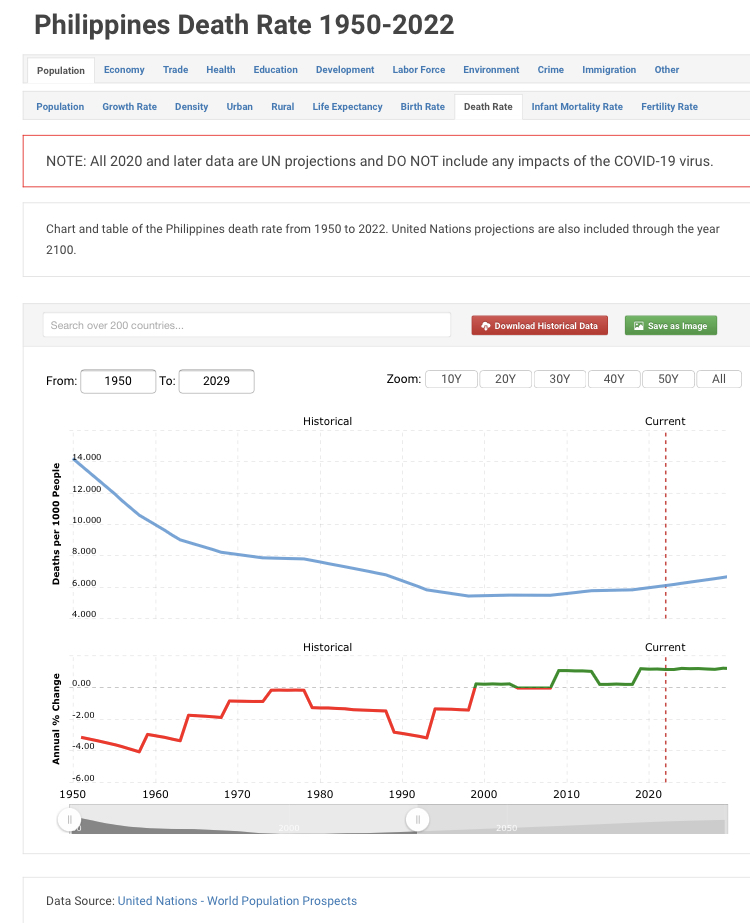 Philippines Death Rate 1950-2022
Population Economy Trade Health Education Development Labor Force Environment Crime Immigration Other
Population Growth Rate Density Urban Rural Life Expectancy Birth Rate Death Rate Infant Mortality Rate Fertility Rate
NOTE: All 2020 and later data are UN projections and DO NOT include any impacts of the COVID-19 virus.
Chart and table of the Philippines death rate from 1950 to 2022. United Nations projections are also included through the year
2100.
Search over 200 countries...
Download Historical Data
Save as Image
From: 1950 To: 2029
Zoom: 10Y 20Y 30Y 40Y 50Y All
Historical Current
Deaths per 1000 People
14.000
12.000
10.000
8.000
6.000
4.000
Historical Current
Annual % Change
0.00
-2.00
-4.00
-6.00
1950 1960 1970 1980 1990 2000 2010 2020
2000 2050
Data Source: United Nations - World Population Prospects